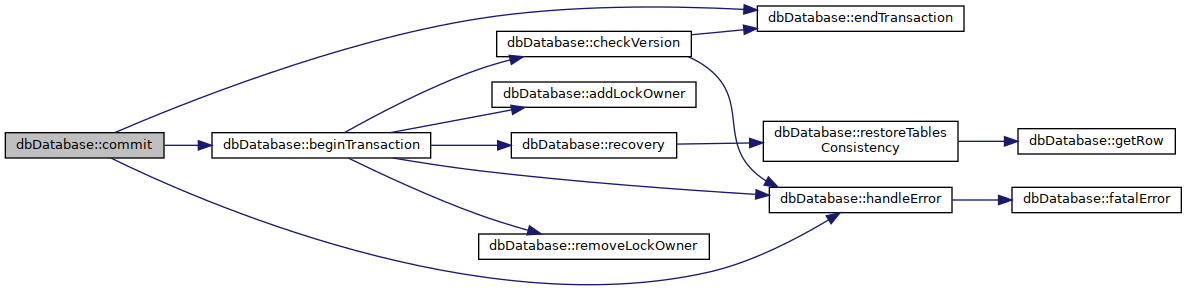 dbDatabase::endTransaction
dbDatabase::checkVersion
dbDatabase::addLockOwner
dbDatabase::commit
dbDatabase::beginTransaction
dbDatabase::recovery
dbDatabase::restoreTables
Consistency
dbDatabase::getRow
dbDatabase::handleError
dbDatabase::fatalError
dbDatabase::removeLockOwner